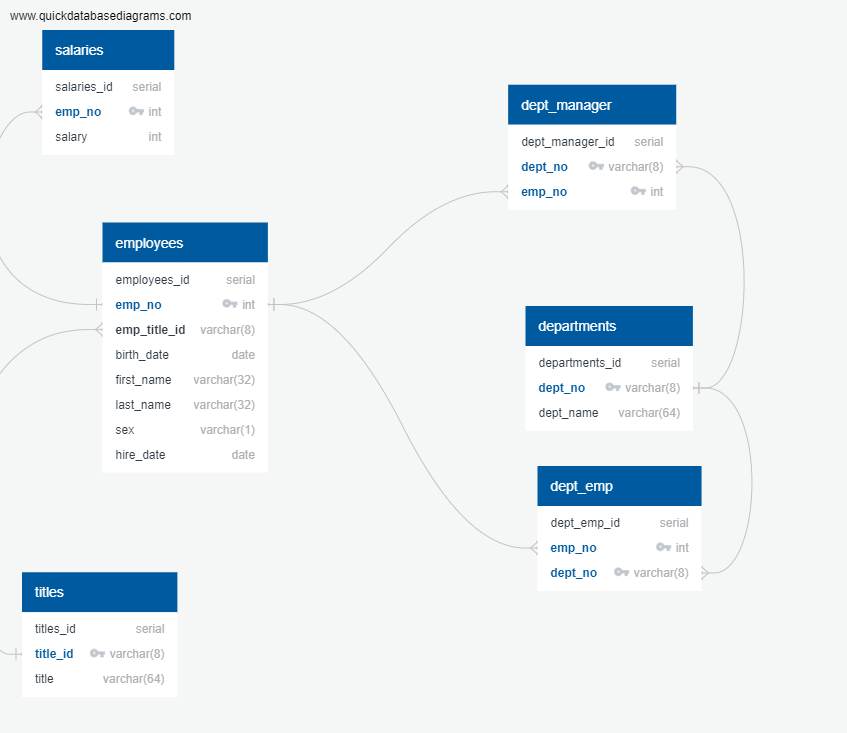 www.quickdatabasediagrams.com
salaries
salaries_id serial
emp_no int
salary int
dept_manager
dept_manager_id serial
dept_no varchar(8)
emp_no int
employees
employees_id serial
emp_no int
emp_title_id varchar(8)
birth_date date
first_name varchar(32)
last_name varchar(32)
sex varchar(1)
hire_date date
departments
departments_id serial
dept_no varchar(8)
dept_name varchar(64)
dept_emp
dept_emp_id serial
emp_no int
dept_no varchar(8)
titles
titles_id serial
title_id varchar(8)
title varchar(64)